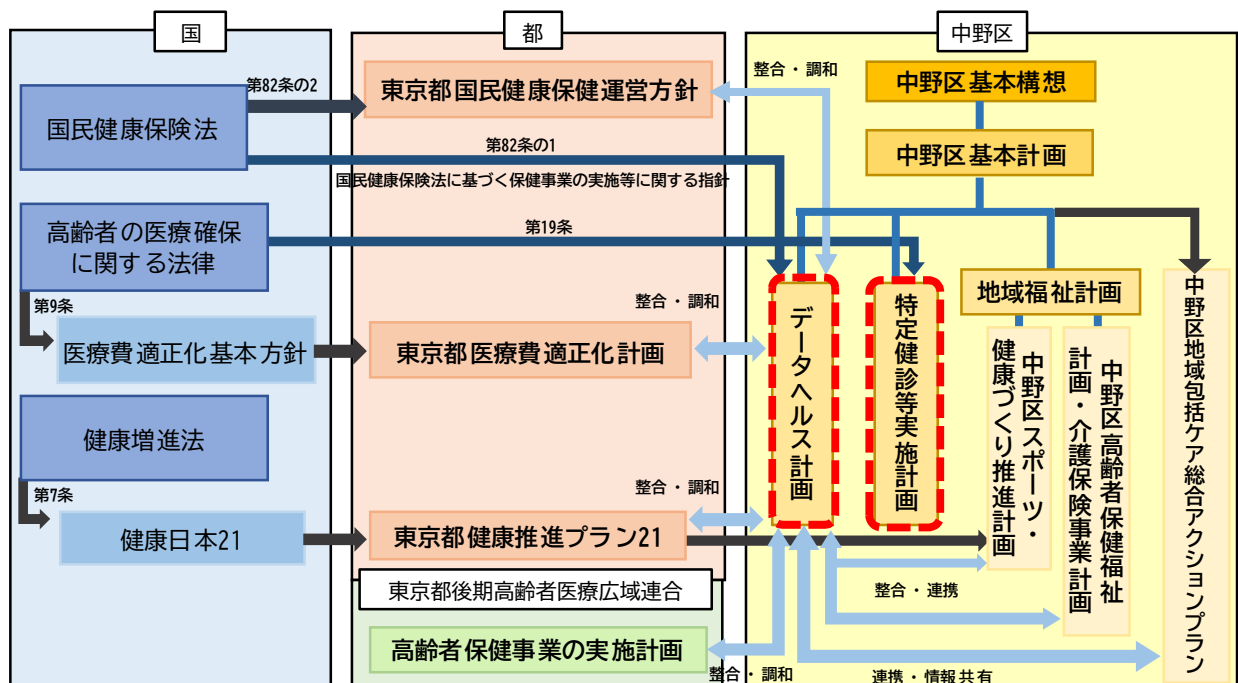 国
都
中野区
国民健康保険法
第82条の2
東京都国民健康保健運営方針
整合・調和
中野区基本構想
中野区基本計画
第82条の1
国民健康保険法に基づく保健事業の実施等に関する指針
高齢者の医療確保
に関する法律
第19条
第9条
医療費適正化基本方針
東京都医療費適正化計画
整合・調和
データヘルス計画
特定健診等実施計画
地域福祉計画
中野区スポーツ・
健康づくり推進計画
中野区高齢者保健福祉
計画・介護保険事業計画
中野区地域包括ケア総合アクションプラン
健康増進法
第7条
健康日本21
整合・調和
東京都健康推進プラン21
東京都後期高齢者医療広域連合
高齢者保健事業の実施計画
整合・調和
整合・連携
連携・情報共有